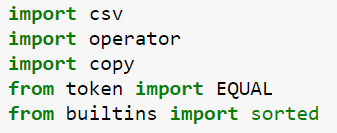 import csv
import operator
import copy
from token import EQUAL
from builtins import sorted